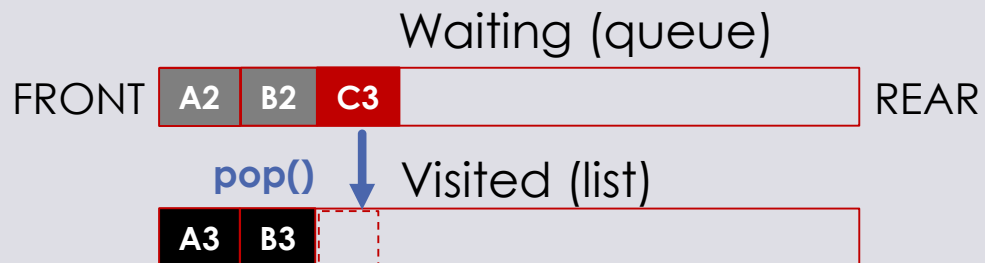 Waiting (queue)
FRONT A2 B2 C3 REAR
pop() Visited (list)
A3 B3